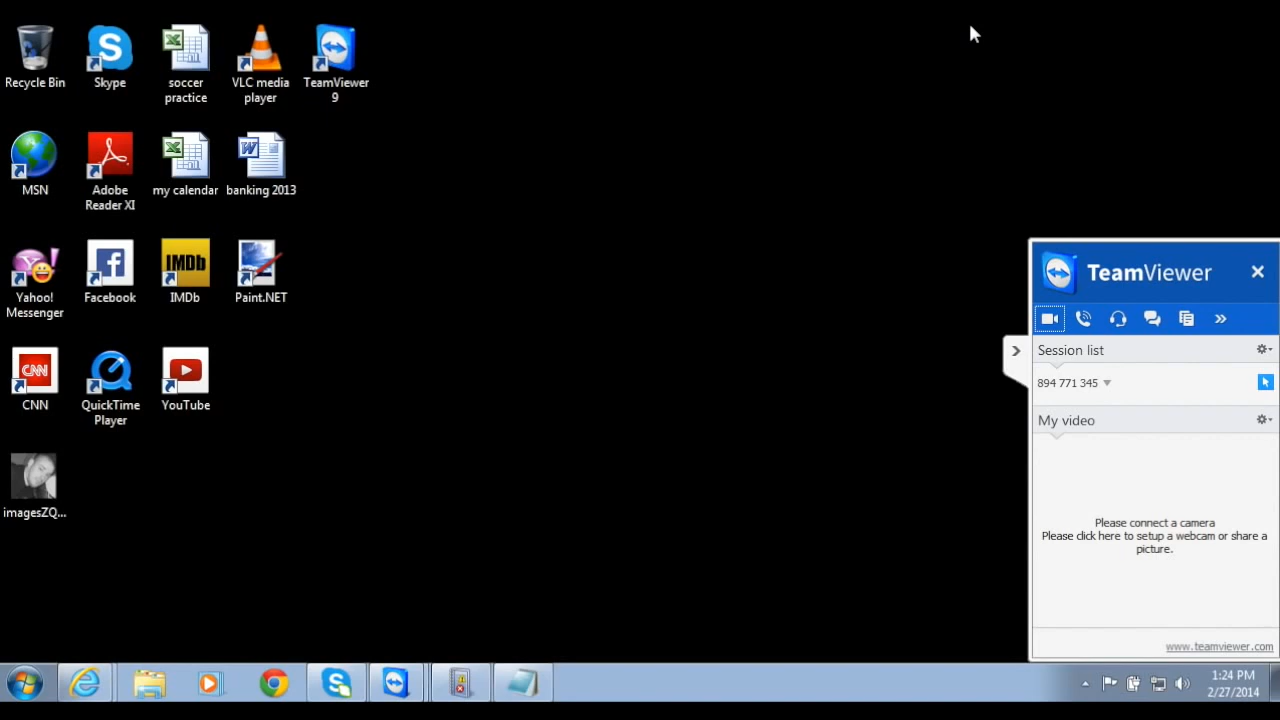 Recycle Bin
Skype
soccer
practice
VLC media
player
TeamViewer
9
MSN
Adobe
Reader XI
my calendar
banking 2013
Yahoo!
Messenger
Facebook
IMDb
IMDb
Paint.NET
CNN
CNN
QuickTime
Player
YouTube
imagesZQ...
TeamViewer
Session list
894 771 345
My video
Please connect a camera
Please click here to setup a webcam or share a
picture.
www.teamviewer.com
1:24 PM
2/27/2014